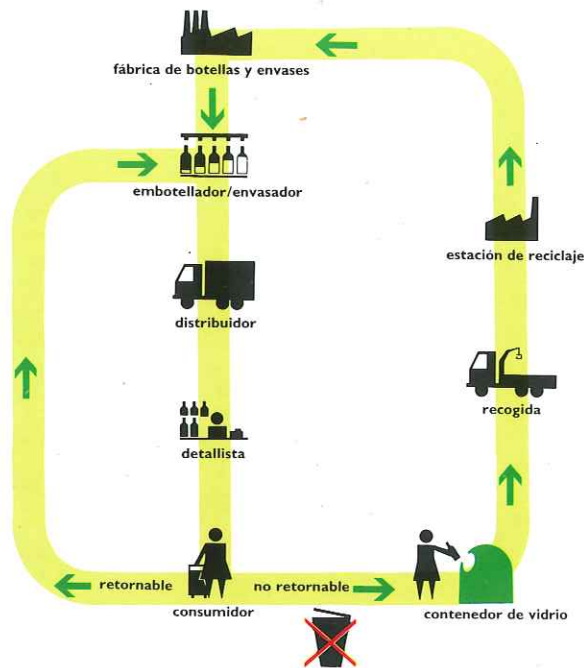 fábrica de botellas y envases
embotellador/envasador
estación de reciclaje
distribuidor
recogida
detallista
retornable
no retornable
consumidor
contenedor de vidrio